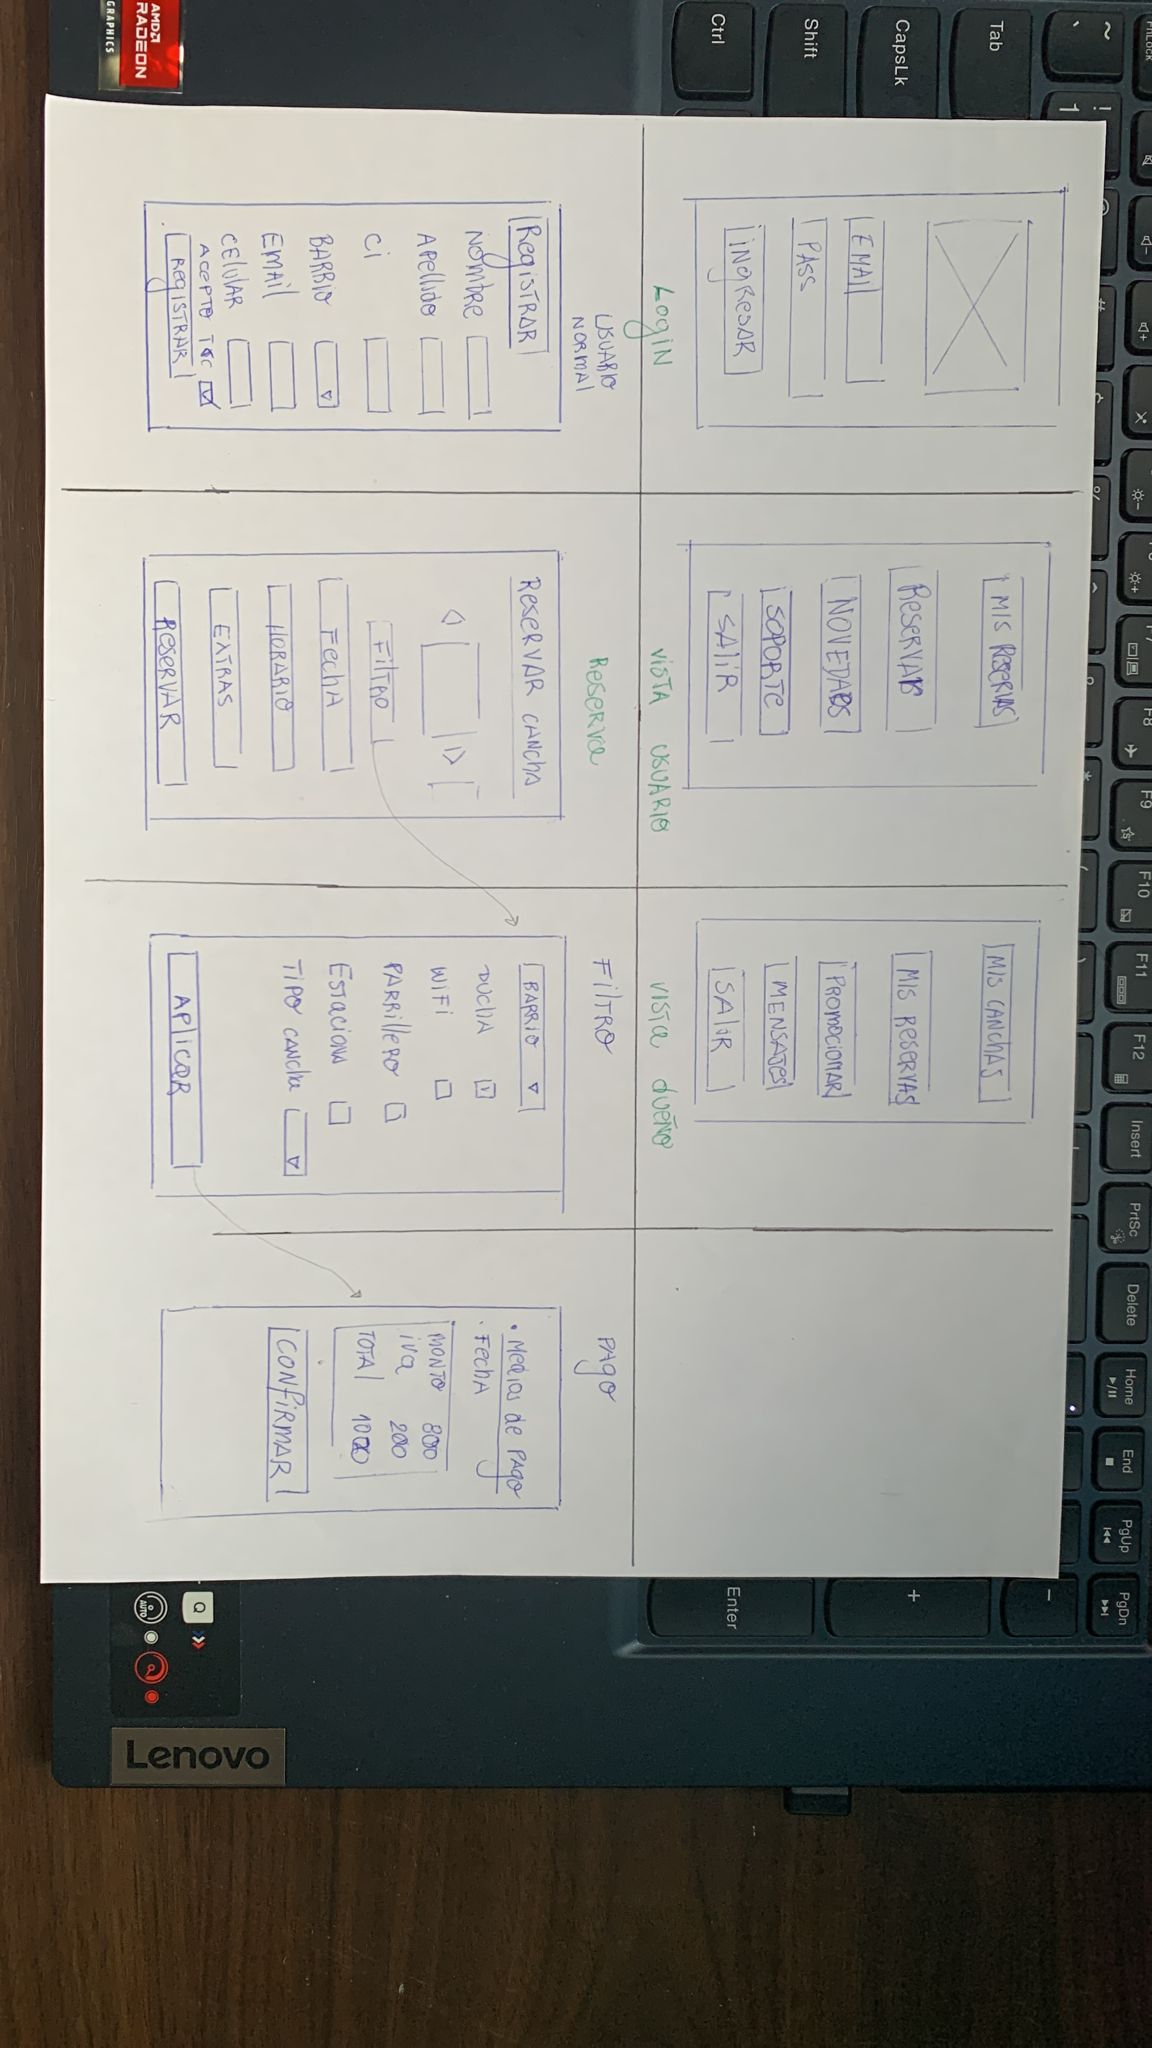 EMAIL
PASS
INgRESAR
LogiN
MIS RESERVAS
ReseRVAR
NOVEDADES
SOPORTE
SALIR
VISTA USUARIO
MIS CANCHAS
MIS RESERVAS
PROMOCIONAR
MENSAJES
SALIR
VISTA dueÑo
USUARIO
NORMAl
RegISTRAR
NOMbRE
Apellido
Ci
BARRIO
EMAIl
CELULAR
Acepto TyC
RegiSTRAR
Reserva
ReseRVAR CANCHA
FilTRO
Fecha
HORARIO
EXTRAS
ReseRVAR
FilTRO
BARRIO
DUCHA
WiFi
PARRILLERO
ESTACIONA
Tipo cancha
APlicaR
PAgo
• Medios de PAgo
• Fecha
MONTO 800
iva 200
TOTAl 1000
CONfiRMAR
AMD
RADEON
GRAPHICS
Ctrl
Shift
CapsLk
Tab
~
`
!
1
F8
F9
F10
F11
F12
Insert
PrtSc
Delete
Home
End
PgUp
PgDn
Enter
+
-
Q
AUTO
Lenovo